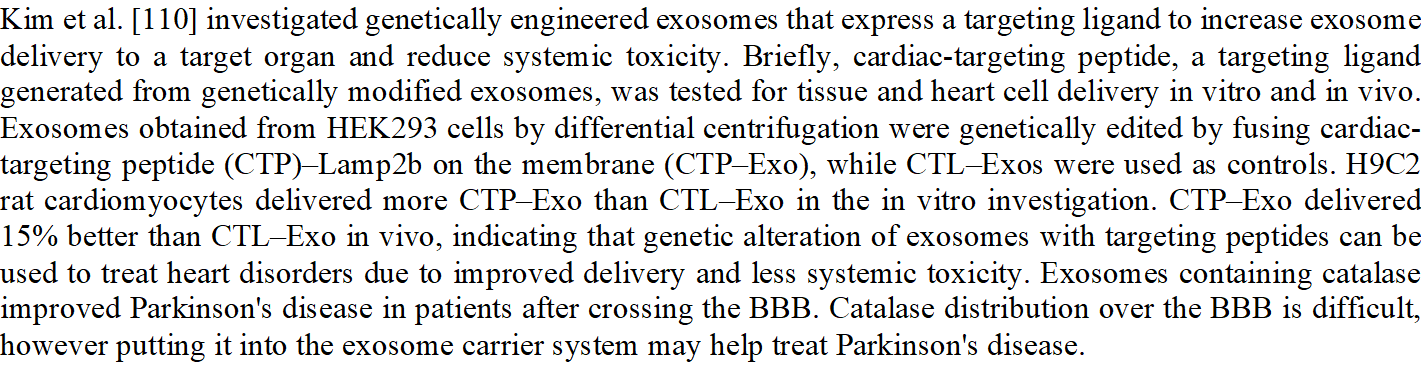 Kim et al. [110] investigated genetically engineered exosomes that express a targeting ligand to increase exosome
delivery to a target organ and reduce systemic toxicity. Briefly, cardiac-targeting peptide, a targeting ligand
generated from genetically modified exosomes, was tested for tissue and heart cell delivery in vitro and in vivo.
Exosomes obtained from HEK293 cells by differential centrifugation were genetically edited by fusing cardiac-
targeting peptide (CTP)–Lamp2b on the membrane (CTP–Exo), while CTL–Exos were used as controls. H9C2
rat cardiomyocytes delivered more CTP–Exo than CTL–Exo in the in vitro investigation. CTP–Exo delivered
15% better than CTL–Exo in vivo, indicating that genetic alteration of exosomes with targeting peptides can be
used to treat heart disorders due to improved delivery and less systemic toxicity. Exosomes containing catalase
improved Parkinson's disease in patients after crossing the BBB. Catalase distribution over the BBB is difficult,
however putting it into the exosome carrier system may help treat Parkinson's disease.